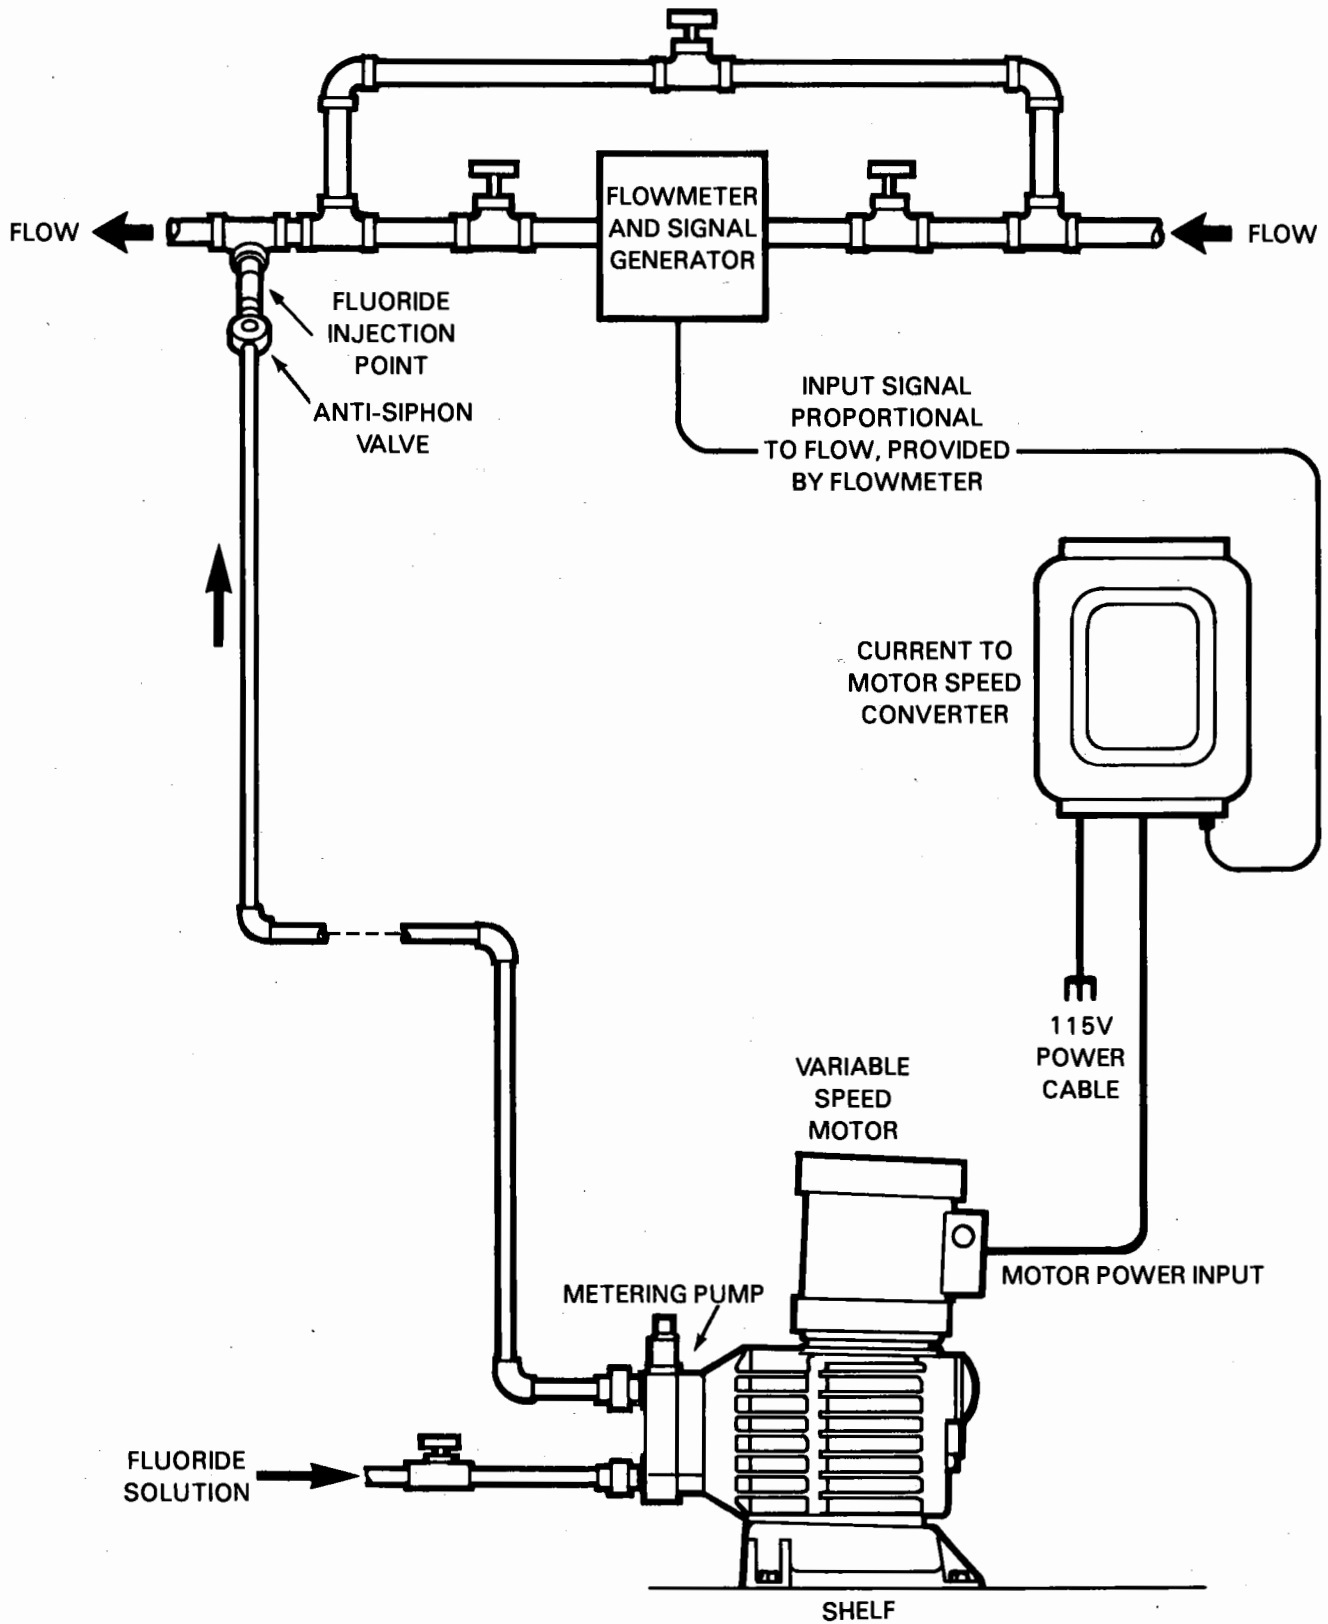 FLOWMETER
AND SIGNAL
GENERATOR
FLOW
FLOW
FLUORIDE
INJECTION
POINT
ANTI-SIPHON
VALVE
INPUT SIGNAL
PROPORTIONAL
TO FLOW, PROVIDED
BY FLOWMETER
CURRENT TO
MOTOR SPEED
CONVERTER
115V
POWER
CABLE
VARIABLE
SPEED
MOTOR
MOTOR POWER INPUT
METERING PUMP
FLUORIDE
SOLUTION
SHELF